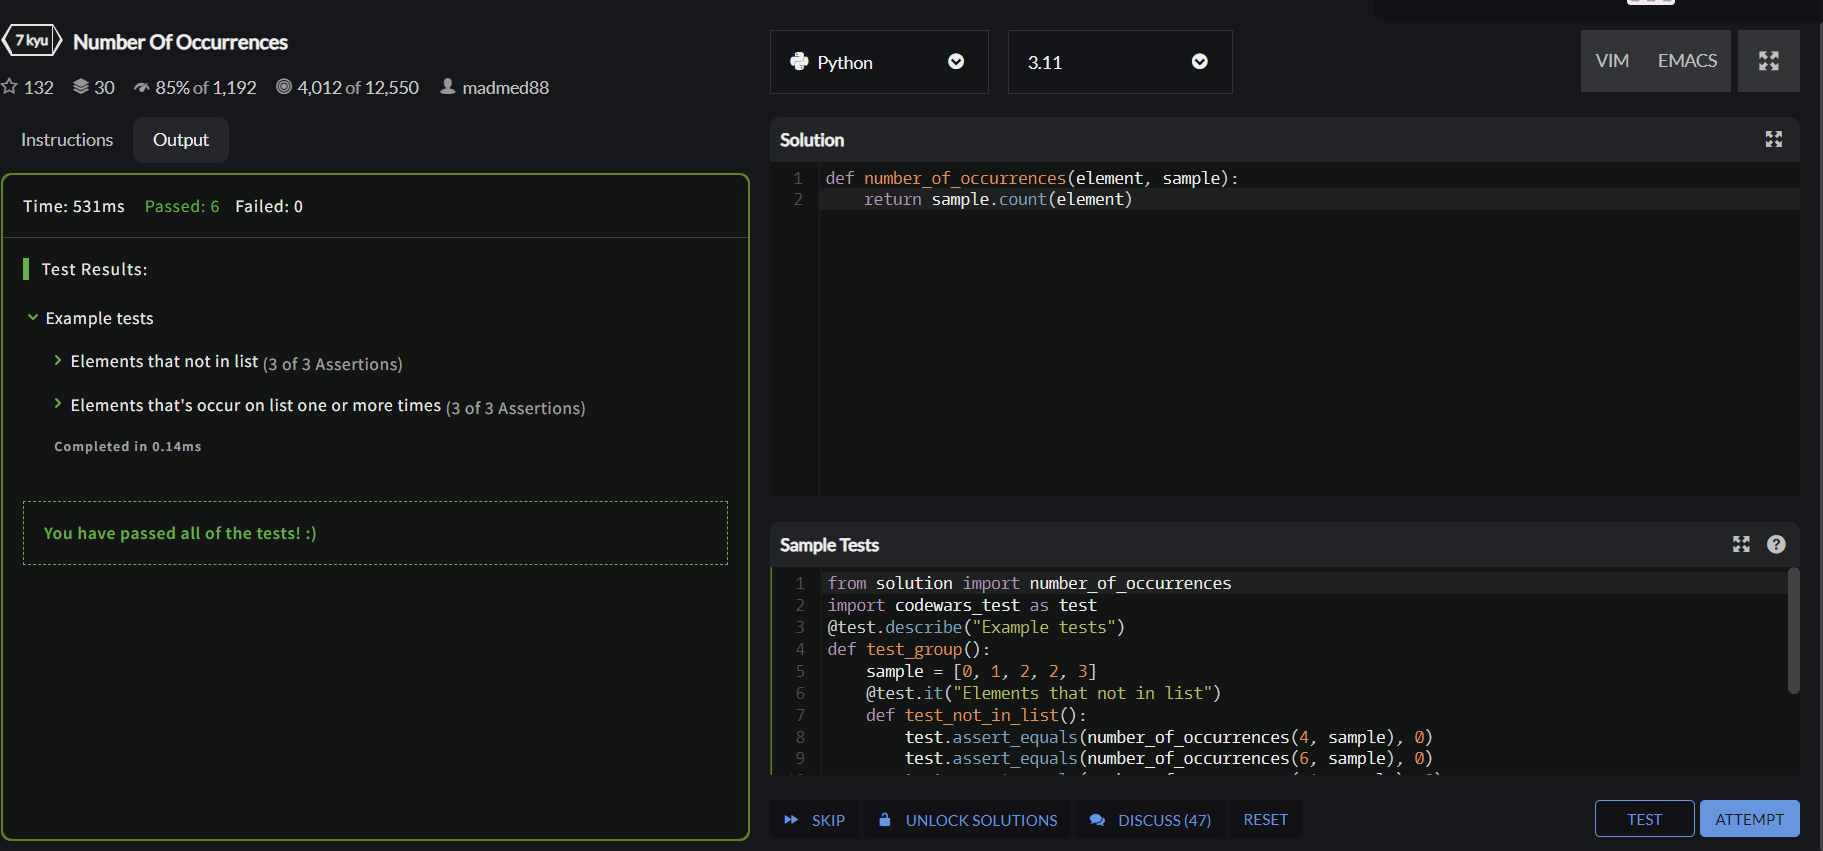 7 kyu Number Of Occurrences
132 30 85% of 1,192 4,012 of 12,550 madmed88
Instructions Output
Time: 531ms Passed: 6 Failed: 0
Test Results:
Example tests
Elements that not in list (3 of 3 Assertions)
Elements that's occur on list one or more times (3 of 3 Assertions)
Completed in 0.14ms
You have passed all of the tests! :)
Python 3.11 VIM EMACS
Solution
1 def number_of_occurrences(element, sample):
2 return sample.count(element)
Sample Tests ?
1 from solution import number_of_occurrences
2 import codewars_test as test
3 @test.describe("Example tests")
4 def test_group():
5 sample = [0, 1, 2, 2, 3]
6 @test.it("Elements that not in list")
7 def test_not_in_list():
8 test.assert_equals(number_of_occurrences(4, sample), 0)
9 test.assert_equals(number_of_occurrences(6, sample), 0)
SKIP UNLOCK SOLUTIONS DISCUSS (47) RESET TEST ATTEMPT